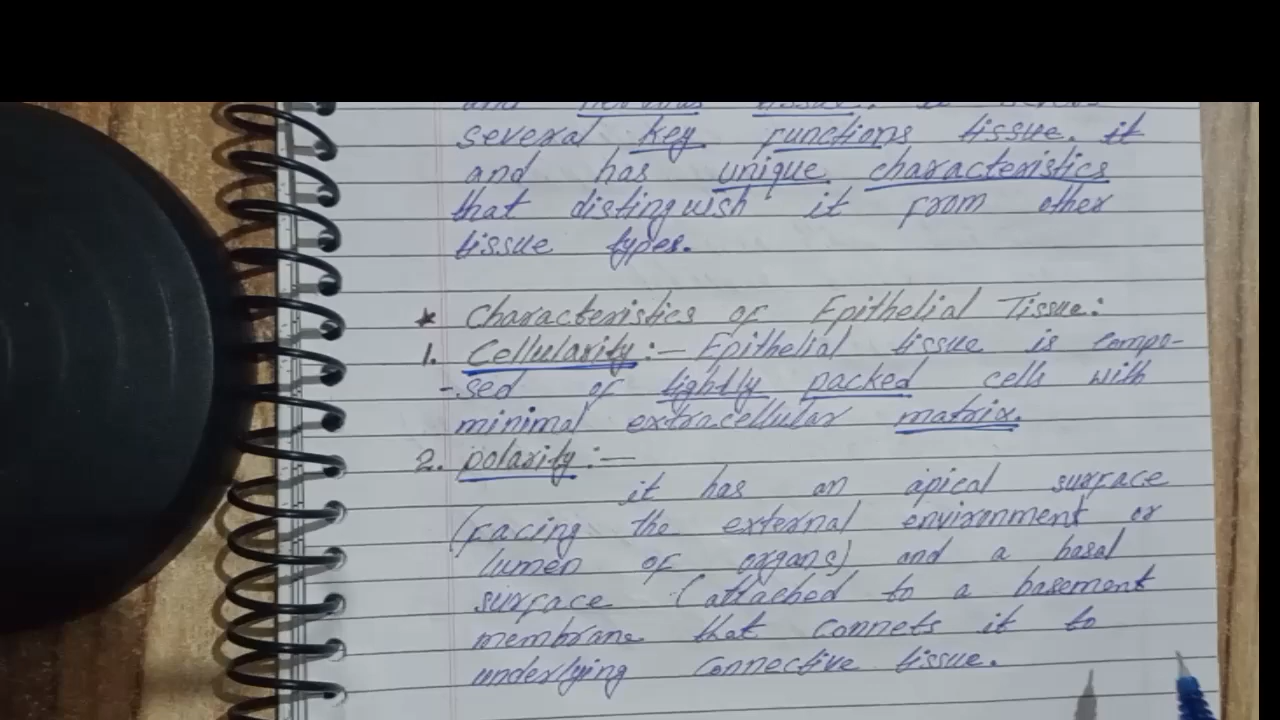 several key functions tissue. it
and has unique characteristics
that distinguish it from other
tissue types.
* Characteristics of Epithelial Tissue:
1. Cellularity:- Epithelial tissue is compo-
-sed of tightly packed cells with
minimal extracellular matrix.
2. polarity:-
it has an apical surface
(facing the external environment or
lumen of organs) and a basal
surface (attached to a basement
membrane that connets it to
underlying connective tissue.